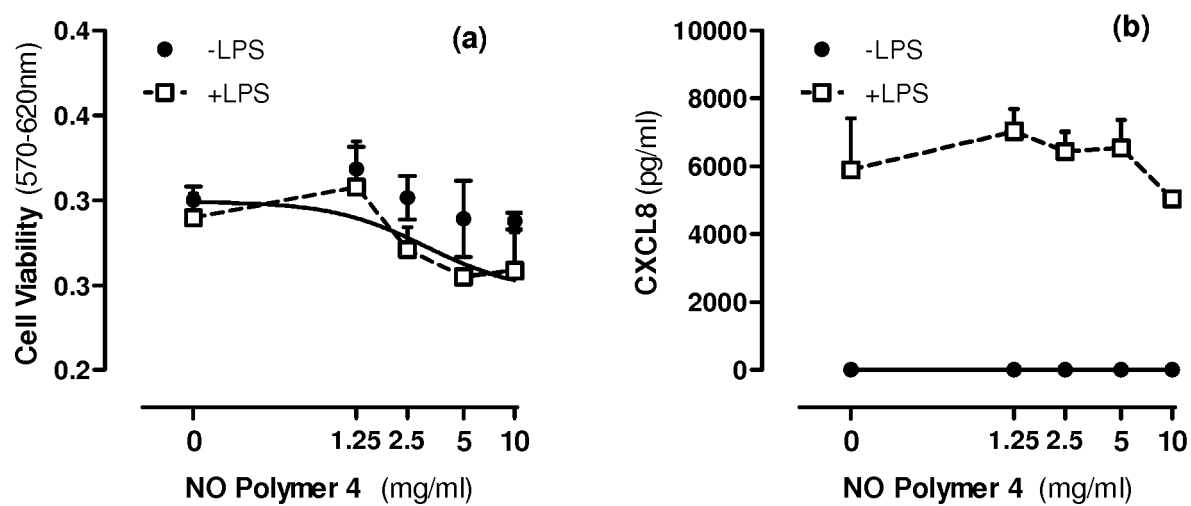 (a)
-LPS
+LPS
0.4
0.4
0.3
0.3
0.2
Cell Viability (570-620nm)
0 1.25 2.5 5 10
NO Polymer 4 (mg/ml)
(b)
-LPS
+LPS
10000
8000
6000
4000
2000
0
CXCL8 (pg/ml)
0 1.25 2.5 5 10
NO Polymer 4 (mg/ml)